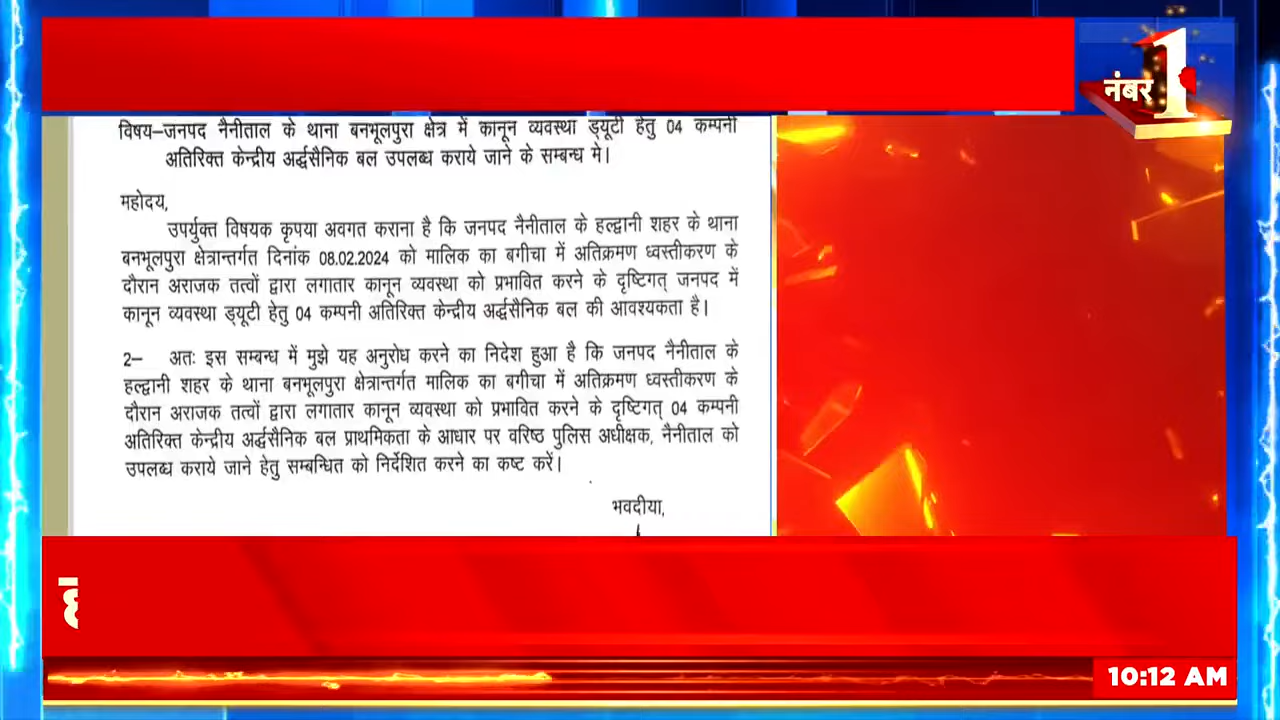 नंबर 1
विषय–जनपद नैनीताल के थाना बनभूलपुरा क्षेत्र में कानून व्यवस्था ड्यूटी हेतु 04 कम्पनी
अतिरिक्त केन्द्रीय अर्द्धसैनिक बल उपलब्ध कराये जाने के सम्बन्ध मे।
महोदय,
उपर्युक्त विषयक कृपया अवगत कराना है कि जनपद नैनीताल के हल्द्वानी शहर के थाना
बनभूलपुरा क्षेत्रान्तर्गत दिनांक 08.02.2024 को मालिक का बगीचा में अतिक्रमण ध्वस्तीकरण के
दौरान अराजक तत्वों द्वारा लगातार कानून व्यवस्था को प्रभावित करने के दृष्टिगत् जनपद में
कानून व्यवस्था ड्यूटी हेतु 04 कम्पनी अतिरिक्त केन्द्रीय अर्द्धसैनिक बल की आवश्यकता है।
2– अतः इस सम्बन्ध में मुझे यह अनुरोध करने का निदेश हुआ है कि जनपद नैनीताल के
हल्द्वानी शहर के थाना बनभूलपुरा क्षेत्रान्तर्गत मालिक का बगीचा में अतिक्रमण ध्वस्तीकरण के
दौरान अराजक तत्वों द्वारा लगातार कानून व्यवस्था को प्रभावित करने के दृष्टिगत् 04 कम्पनी
अतिरिक्त केन्द्रीय अर्द्धसैनिक बल प्राथमिकता के आधार पर वरिष्ठ पुलिस अधीक्षक, नैनीताल को
उपलब्ध कराये जाने हेतु सम्बन्धित को निर्देशित करने का कष्ट करें।
भवदीया,
10:12 AM